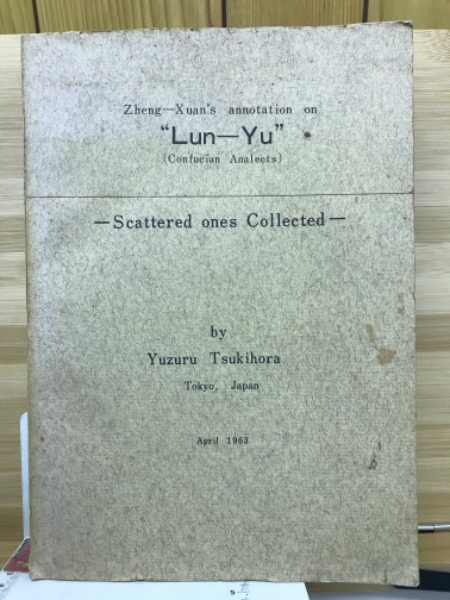 Zheng—Xuan's annotation on
“Lun—Yu”
(Confucian Analects)
—Scattered ones Collected—
by
Yuzuru Tsukihora
Tokyo, Japan
April 1963